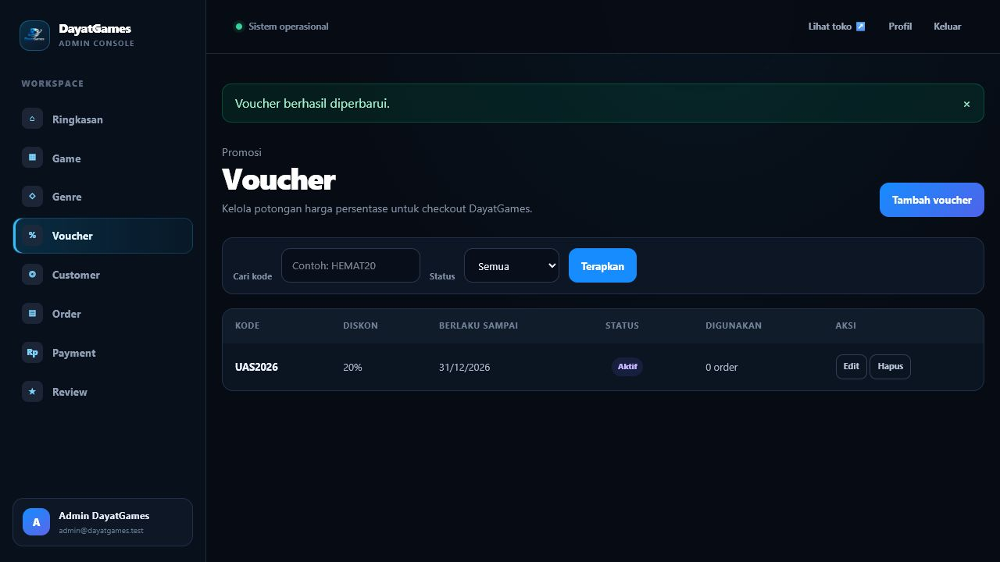 DayatGames
ADMIN CONSOLE
WORKSPACE
Ringkasan
Game
Genre
% Voucher
Customer
Order
Rp Payment
Review
A
Admin DayatGames
admin@dayatgames.test
Sistem operasional
Lihat toko ↗
Profil
Keluar
Voucher berhasil diperbarui.
×
Promosi
Voucher
Kelola potongan harga persentase untuk checkout DayatGames.
Tambah voucher
Cari kode
Contoh: HEMAT20
Status
Semua
Terapkan
KODE DISKON BERLAKU SAMPAI STATUS DIGUNAKAN AKSI
UAS2026 20% 31/12/2026 Aktif 0 order Edit Hapus